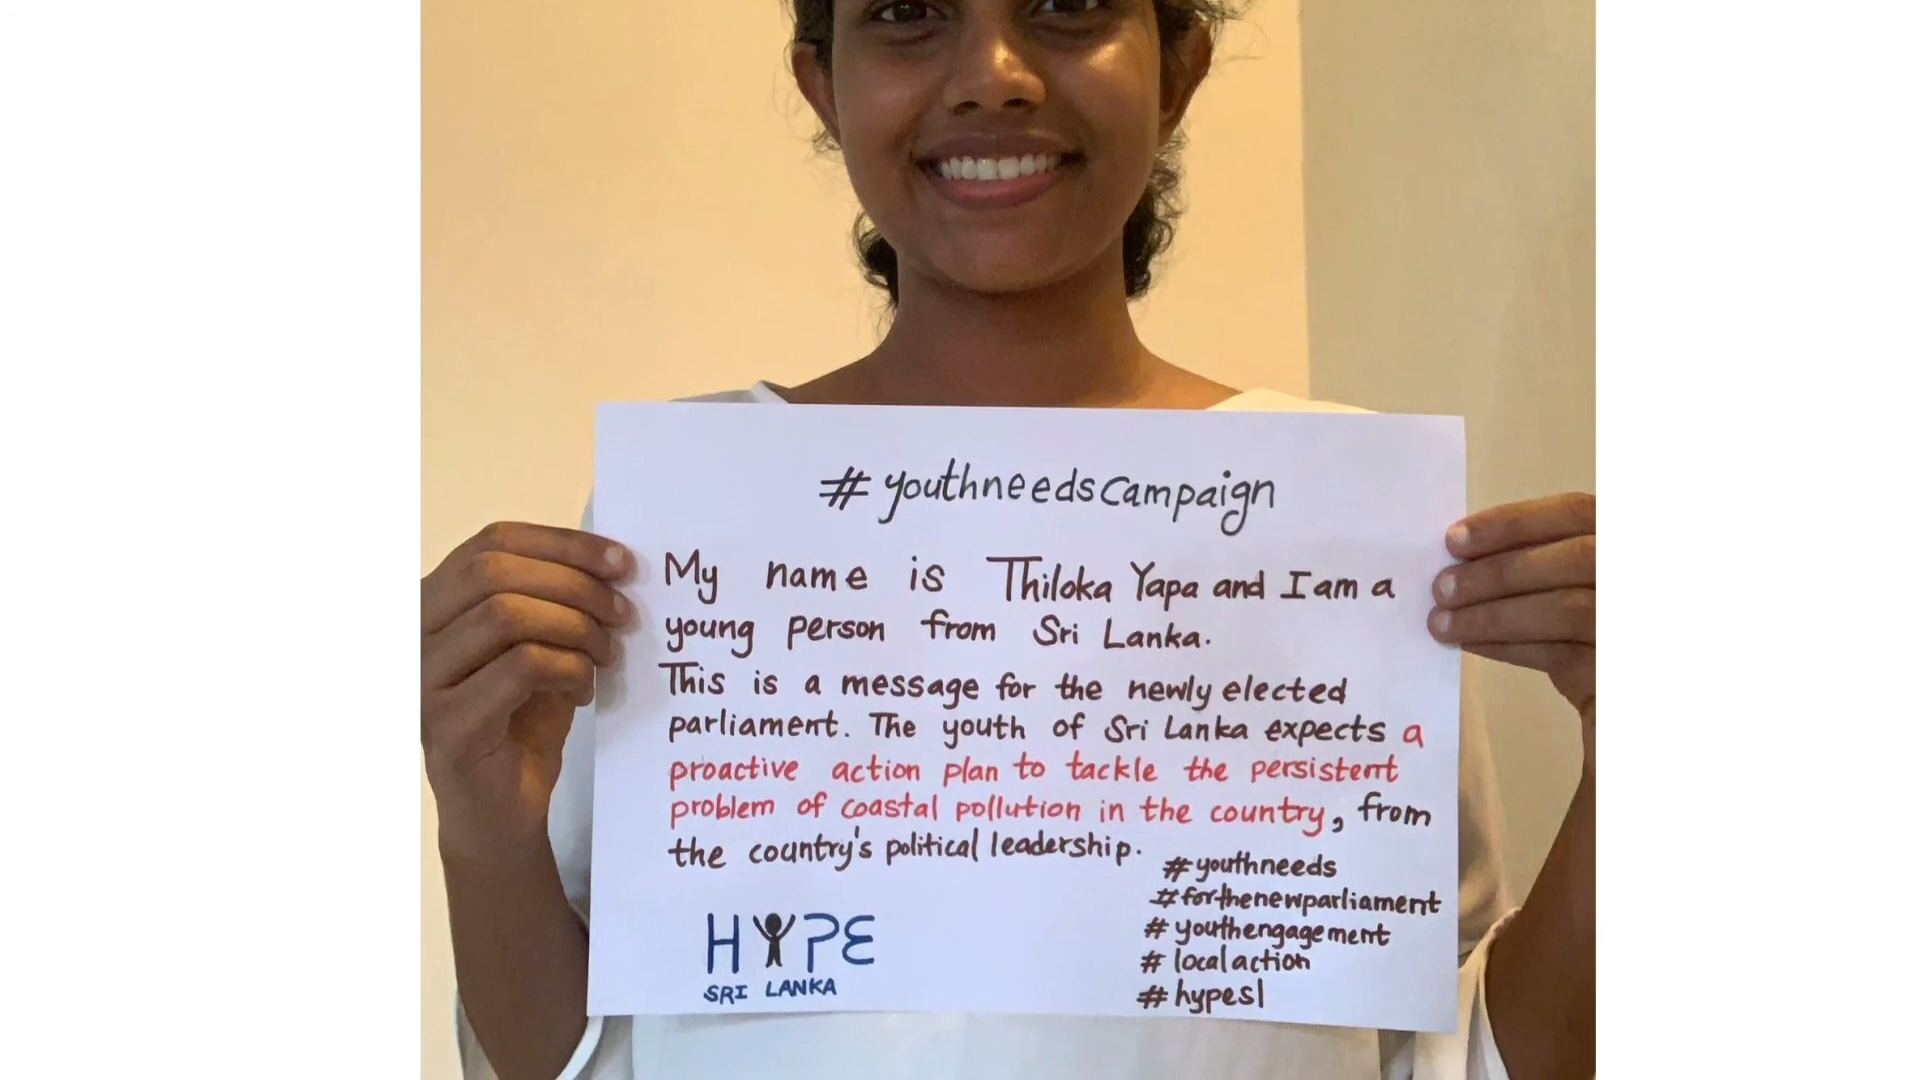 #youthneedscampaign
My name is Thiloka Yapa and I am a
young person from Sri Lanka.
This is a message for the newly elected
parliament. The youth of Sri Lanka expects a
proactive action plan to tackle the persistent
problem of coastal pollution in the country, from
the country's political leadership.
#youthneeds
#forthenewparliament
#youthengagement
#localaction
#hypesl
HYPE
SRI LANKA